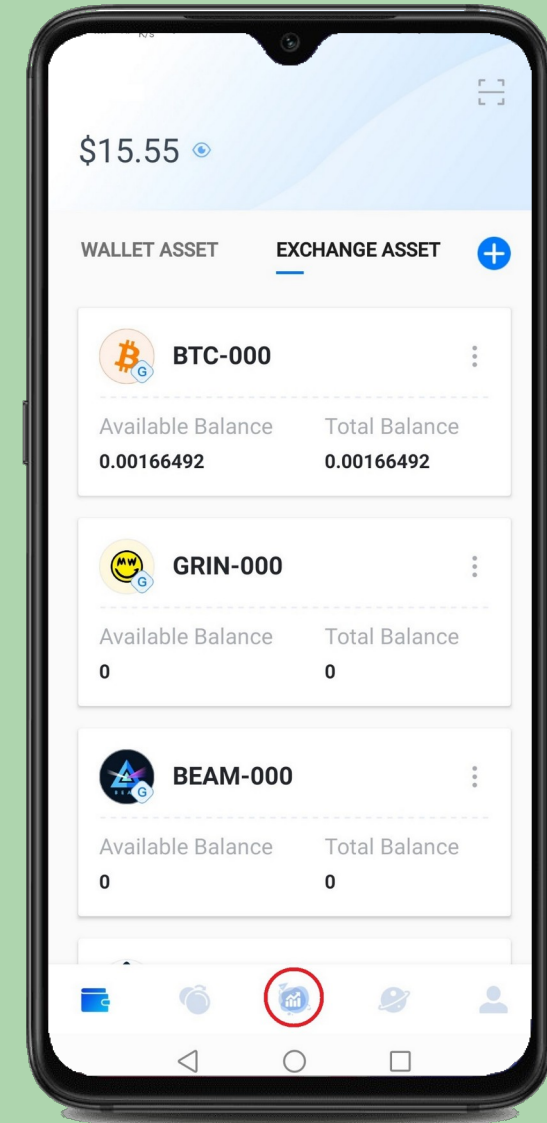 K/s
$15.55
WALLET ASSET EXCHANGE ASSET
BTC-000
Available Balance Total Balance
0.00166492 0.00166492
MW
GRIN-000
Available Balance Total Balance
0 0
BEAM-000
Available Balance Total Balance
0 0